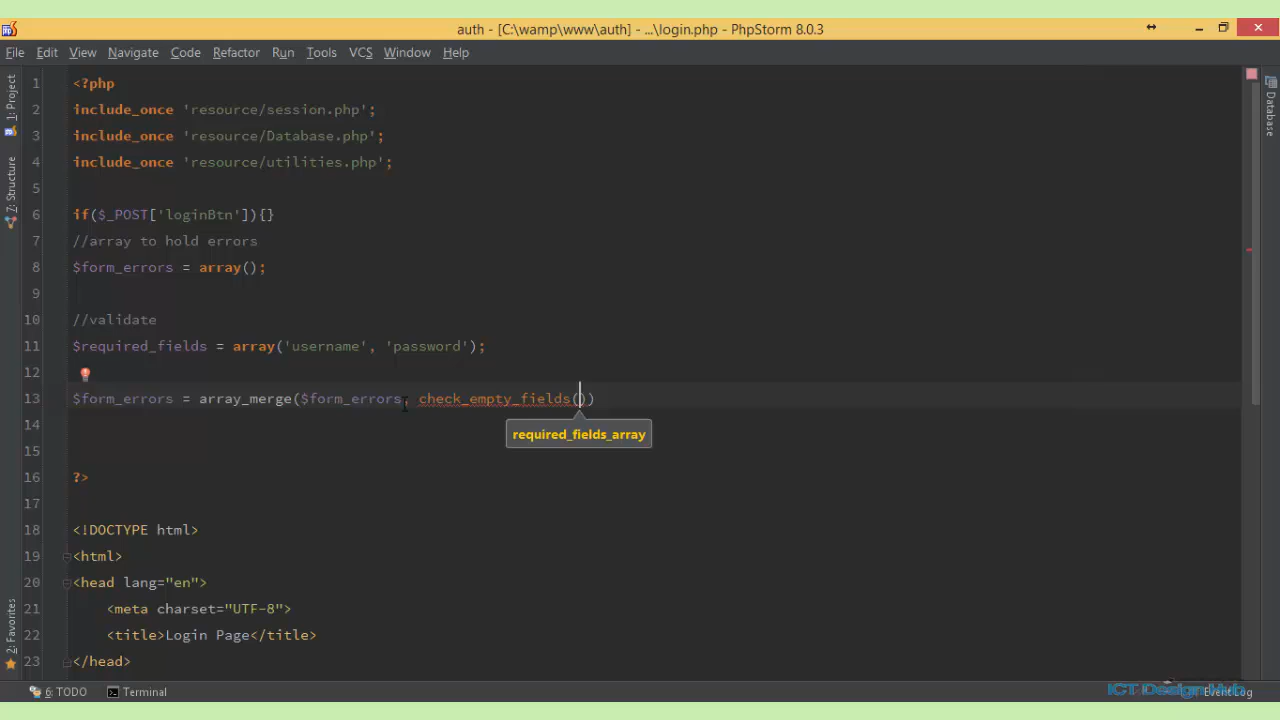 auth - [C:\wamp\www\auth] - ...\login.php - PhpStorm 8.0.3
File Edit View Navigate Code Refactor Run Tools VCS Window Help
1: Project
7: Structure
2: Favorites
Database
1 <?php
2 include_once 'resource/session.php';
3 include_once 'resource/Database.php';
4 include_once 'resource/utilities.php';
5
6 if($_POST['loginBtn']){}
7 //array to hold errors
8 $form_errors = array();
9
10 //validate
11 $required_fields = array('username', 'password');
12
13 $form_errors = array_merge($form_errors, check_empty_fields())
required_fields_array
14
15
16 ?>
17
18 <!DOCTYPE html>
19 <html>
20 <head lang="en">
21 <meta charset="UTF-8">
22 <title>Login Page</title>
23 </head>
6: TODO Terminal
ICT Design Hub
Event Log